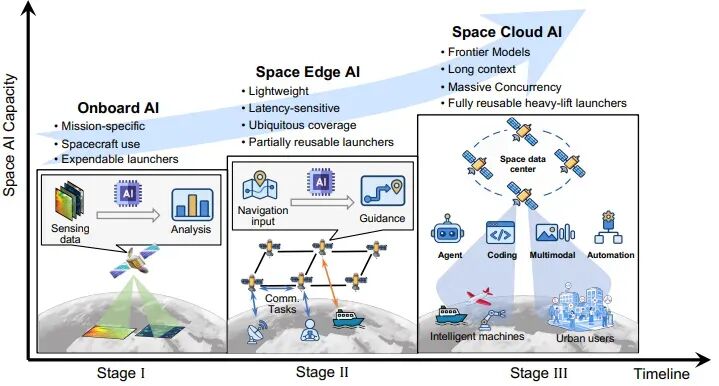 Space AI Capacity
Onboard AI
• Mission-specific
• Spacecraft use
• Expendable launchers
Sensing
data
AI
Analysis
Stage I
Space Edge AI
• Lightweight
• Latency-sensitive
• Ubiquitous coverage
• Partially reusable launchers
Navigation
input
AI
Guidance
Comm.
Tasks
Stage II
Space Cloud AI
• Frontier Models
• Long context
• Massive Concurrency
• Fully reusable heavy-lift launchers
Space data
center
Agent
Coding
Multimodal
Automation
Intelligent machines
Urban users
Stage III
Timeline